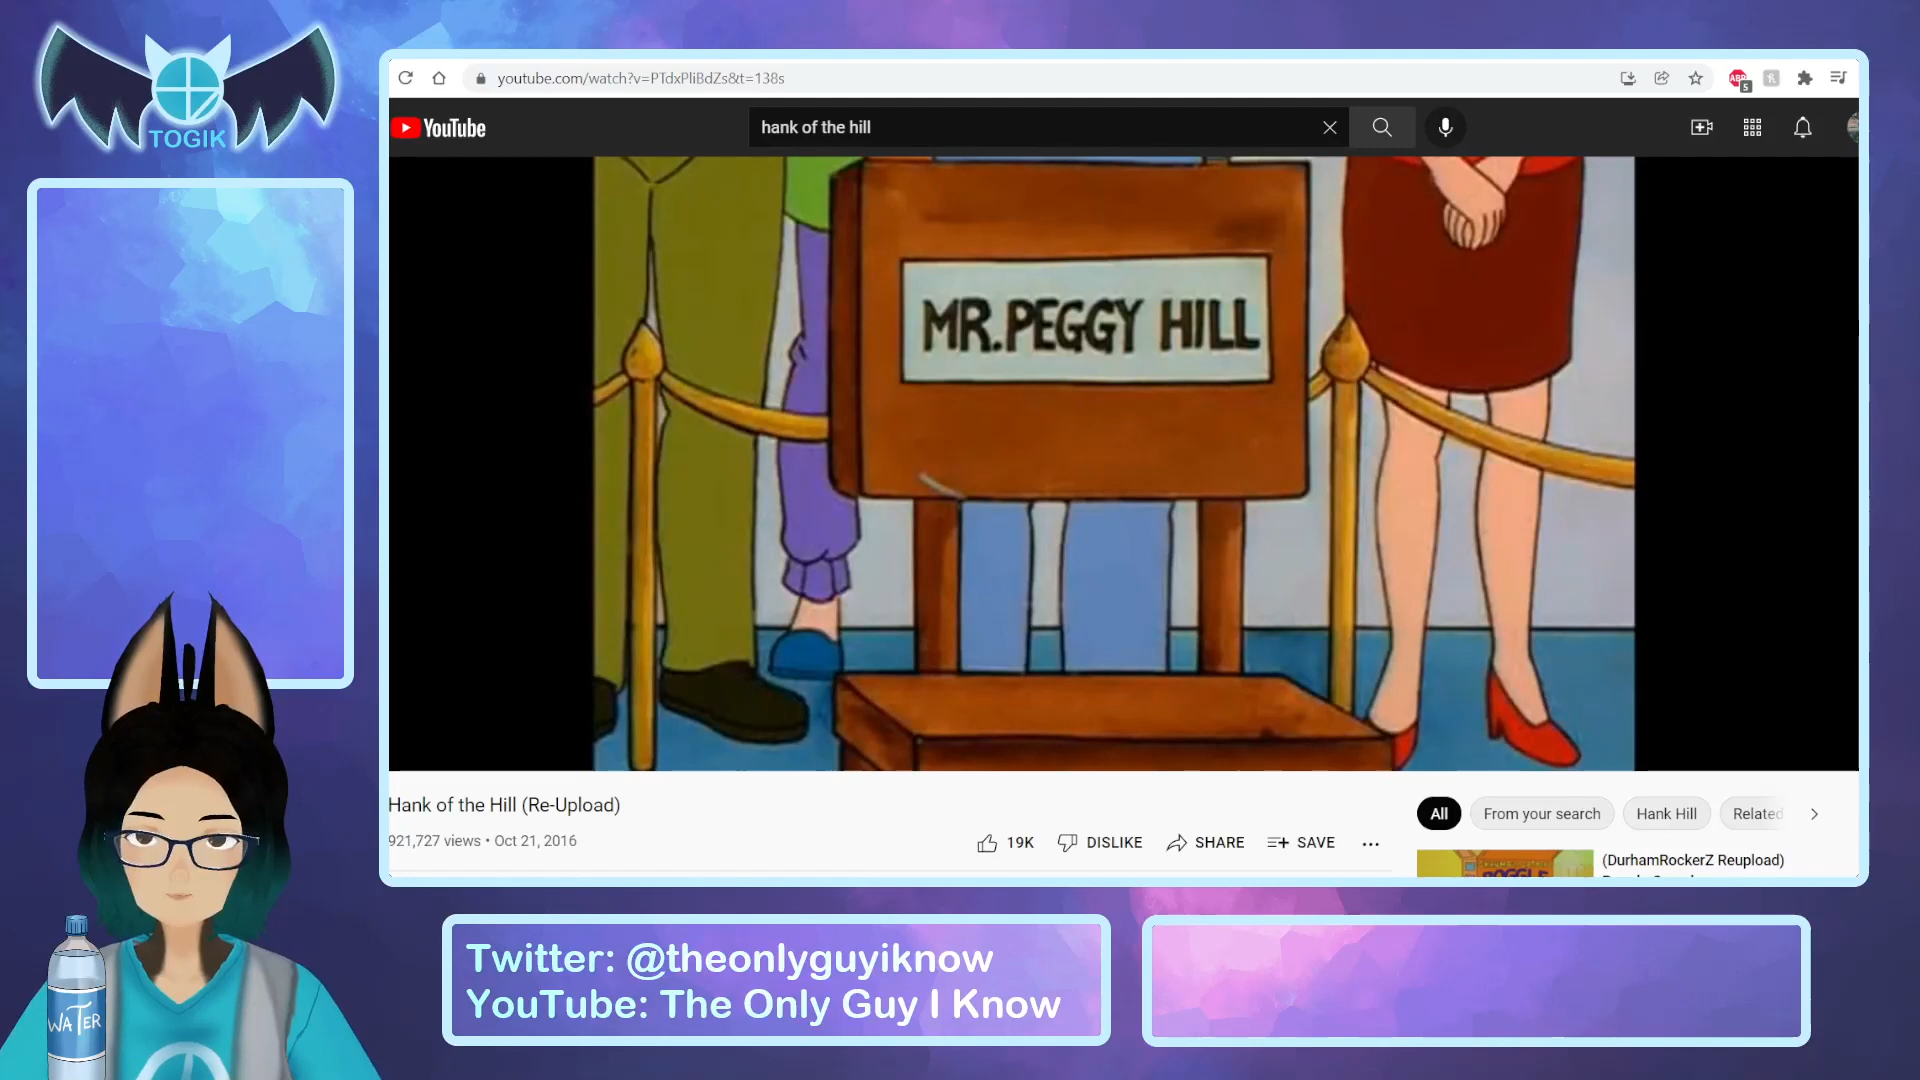 TOGIK
youtube.com/watch?v=PTdxPliBdZs&t=138s
ABP
5
YouTube
hank of the hill
MR.PEGGY HILL
Hank of the Hill (Re-Upload)
921,727 views • Oct 21, 2016
19K
DISLIKE
SHARE
SAVE
All
From your search
Hank Hill
Related
(DurhamRockerZ Reupload)
WATER
Twitter: @theonlyguyiknow
YouTube: The Only Guy I Know